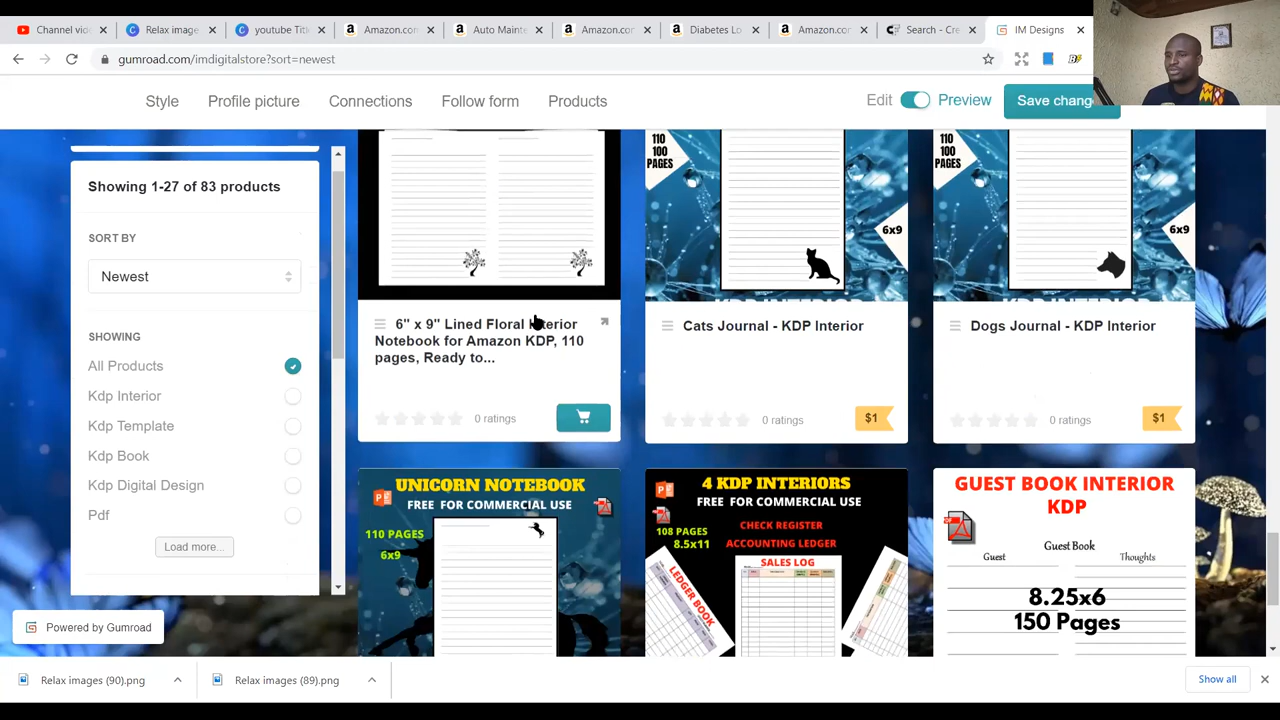 Channel vid
Relax image
youtube Tit
Amazon.com
Auto Mainte
Amazon.com
Diabetes Lo
Amazon.com
Search - Cre
IM Designs
gumroad.com/imdigitalstore?sort=newest
Style
Profile picture
Connections
Follow form
Products
Edit
Preview
Save chang
Showing 1-27 of 83 products
SORT BY
Newest
SHOWING
All Products
Kdp Interior
Kdp Template
Kdp Book
Kdp Digital Design
Pdf
Load more...
Powered by Gumroad
6" x 9" Lined Floral Interior
Notebook for Amazon KDP, 110
pages, Ready to...
0 ratings
110
100
PAGES
6x9
Cats Journal - KDP Interior
0 ratings
$1
110
100
PAGES
6x9
Dogs Journal - KDP Interior
0 ratings
$1
UNICORN NOTEBOOK
FREE FOR COMMERCIAL USE
110 PAGES
6x9
4 KDP INTERIORS
FREE FOR COMMERCIAL USE
108 PAGES
8.5x11
CHECK REGISTER
ACCOUNTING LEDGER
SALES LOG
LEDGER BOOK
GUEST BOOK INTERIOR
KDP
Guest Book
Guest
Thoughts
8.25x6
150 Pages
Relax images (90).png
Relax images (89).png
Show all